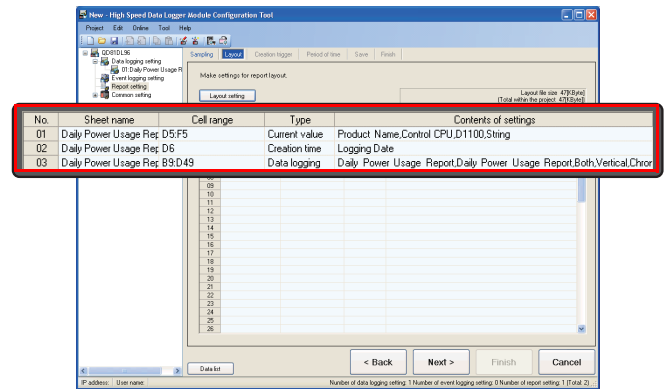 New - High Speed Data Logger Module Configuration Tool
Project Edit Online Tool Help
QD81DL96
Data logging setting
01:Daily Power Usage R
Event logging setting
Report setting
Common setting
Sampling Layout Creation trigger Period of time Save Finish
Make settings for report layout.
Layout setting
Layout file size 47[KByte]
(Total within the project 47[KByte])
No. Sheet name Cell range Type Contents of settings
01 Daily Power Usage Rep D5:F5 Current value Product Name,Control CPU,D1100,String
02 Daily Power Usage Rep D6 Creation time Logging Date
03 Daily Power Usage Rep B9:D49 Data logging Daily Power Usage Report,Daily Power Usage Report,Both,Vertical,Chron
08
09
10
11
12
13
14
15
16
17
18
19
20
21
22
23
24
25
26
Data list
< Back Next > Finish Cancel
IP address: User name: Number of data logging setting: 1 Number of event logging setting: 0 Number of report setting: 1 (Total: 2)